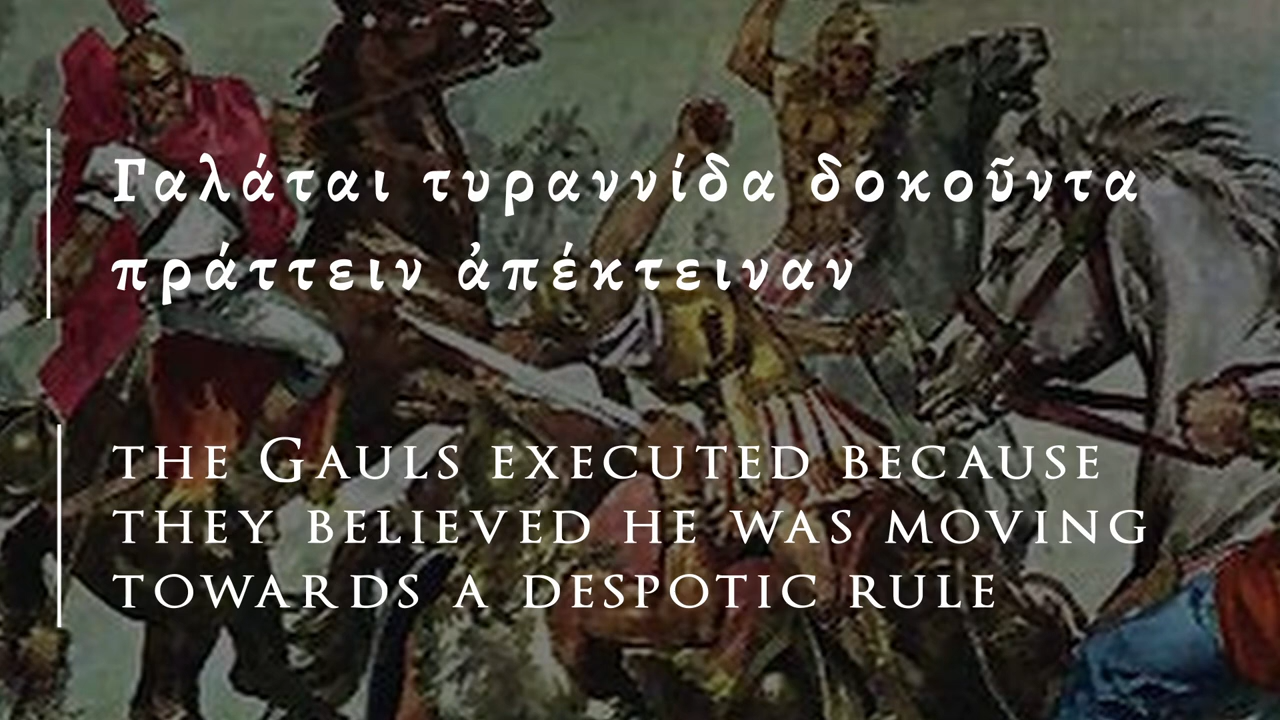 Γαλάται τυραννίδα δοκοῦντα
πράττειν ἀπέκτειναν
THE GAULS EXECUTED BECAUSE
THEY BELIEVED HE WAS MOVING
TOWARDS A DESPOTIC RULE